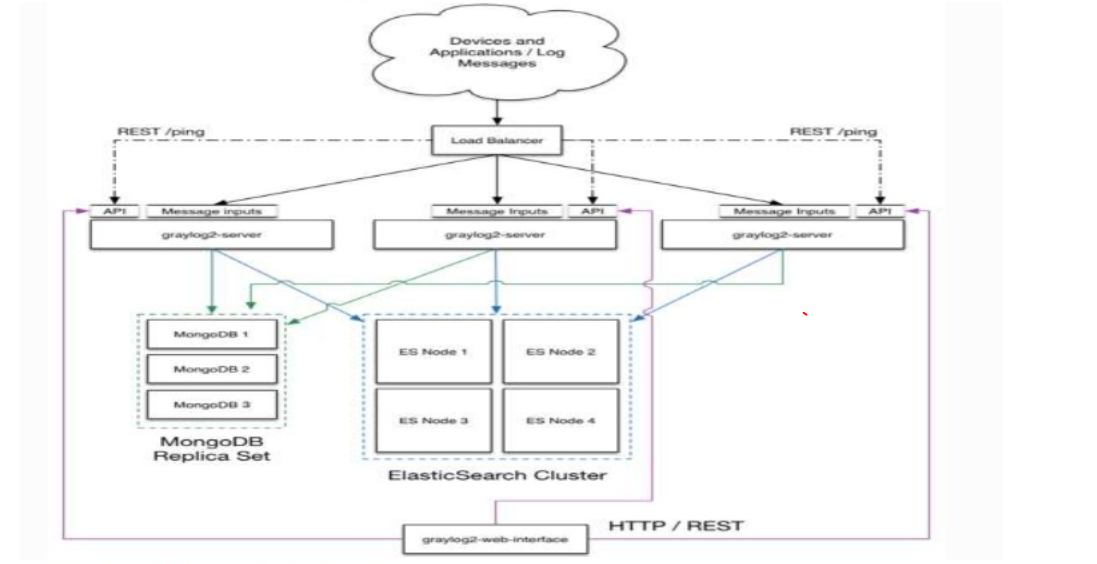 Devices and
Applications / Log
Messages
REST /ping
Load Balancer
REST /ping
API
Message Inputs
Message Inputs
API
Message Inputs
API
graylog2-server
graylog2-server
graylog2-server
MongoDB 1
MongoDB 2
MongoDB 3
MongoDB
Replica Set
ES Node 1
ES Node 2
ES Node 3
ES Node 4
ElasticSearch Cluster
HTTP / REST
graylog2-web-interface